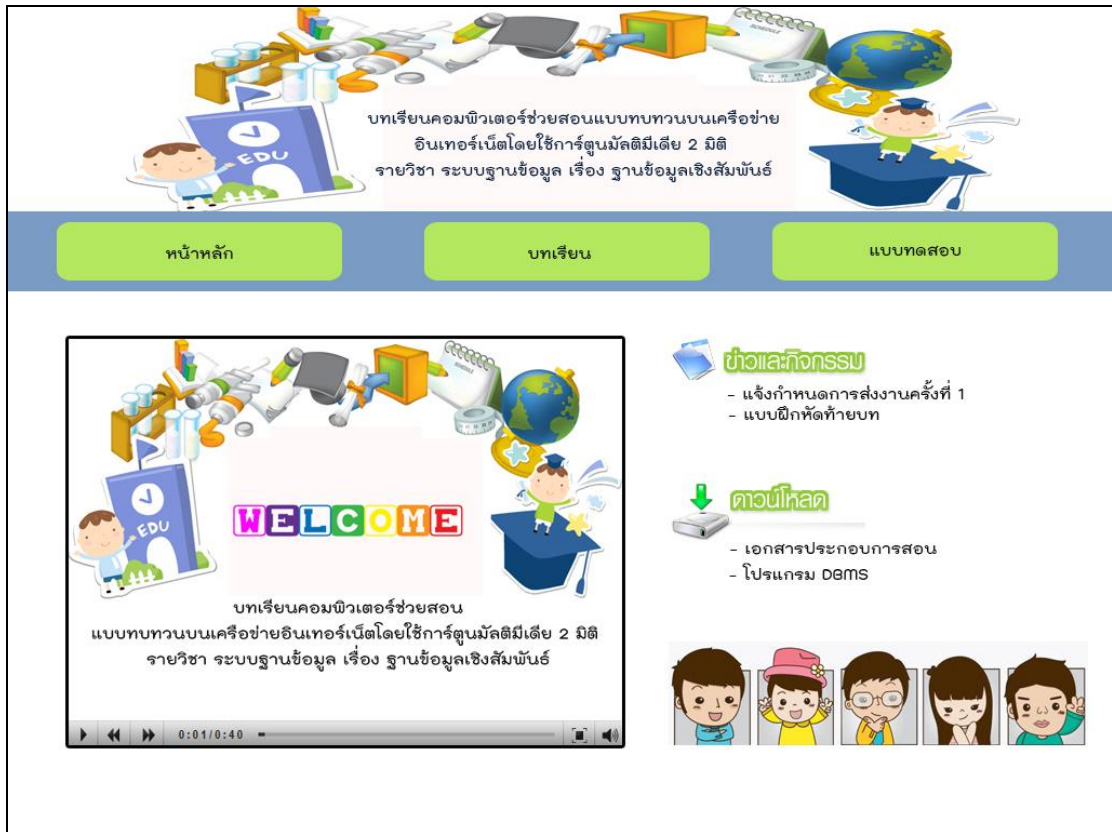 SCHEDULE
EDU
บทเรียนคอมพิวเตอร์ช่วยสอนแบบทบทวนบนเครือข่าย
อินเทอร์เน็ตโดยใช้การ์ตูนมัลติมีเดีย 2 มิติ
รายวิชา ระบบฐานข้อมูล เรื่อง ฐานข้อมูลเชิงสัมพันธ์
หน้าหลัก
บทเรียน
แบบทดสอบ
SCHEDULE
EDU
WELCOME
บทเรียนคอมพิวเตอร์ช่วยสอน
แบบทบทวนบนเครือข่ายอินเทอร์เน็ตโดยใช้การ์ตูนมัลติมีเดีย 2 มิติ
รายวิชา ระบบฐานข้อมูล เรื่อง ฐานข้อมูลเชิงสัมพันธ์
0:01/0:40
ข่าวและกิจกรรม
- แจ้งกำหนดการส่งงานครั้งที่ 1
- แบบฝึกหัดท้ายบท
ดาวน์โหลด
- เอกสารประกอบการสอน
- โปรแกรม DBMS